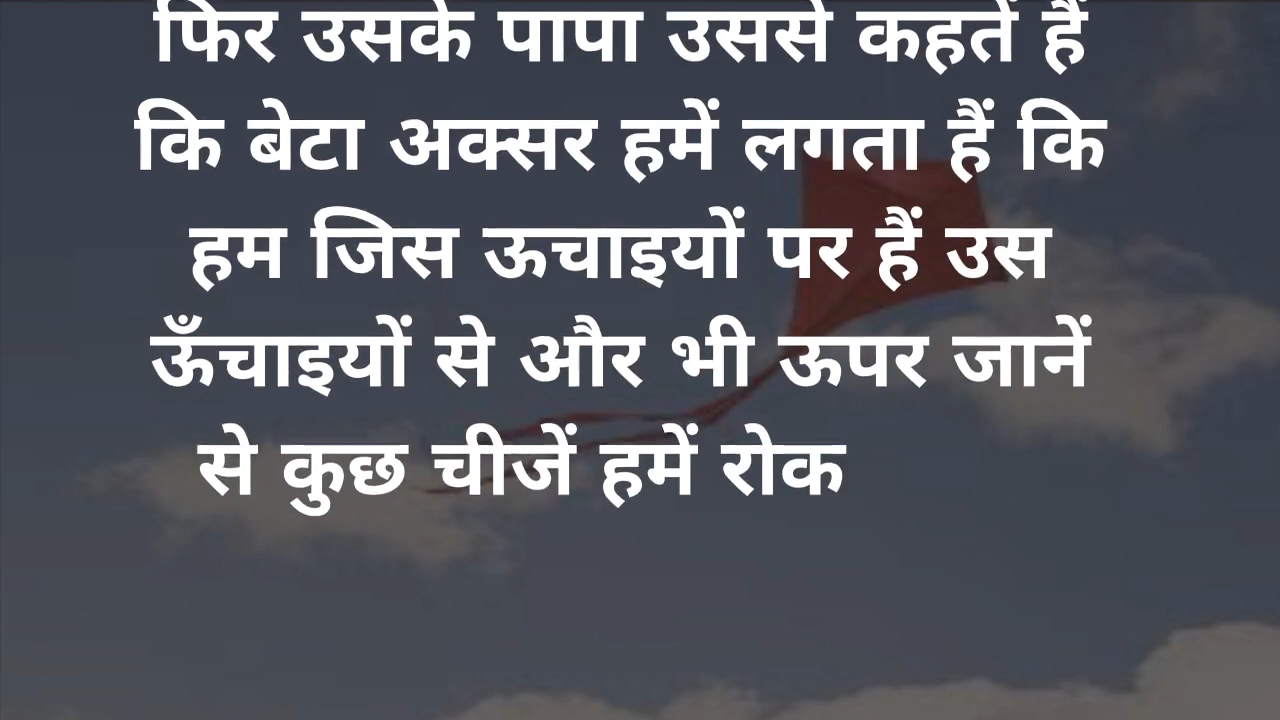 फिर उसके पापा उससे कहतें हैं
कि बेटा अक्सर हमें लगता हैं कि
हम जिस ऊचाइयों पर हैं उस
ऊँचाइयों से और भी ऊपर जानें
से कुछ चीजें हमें रोक